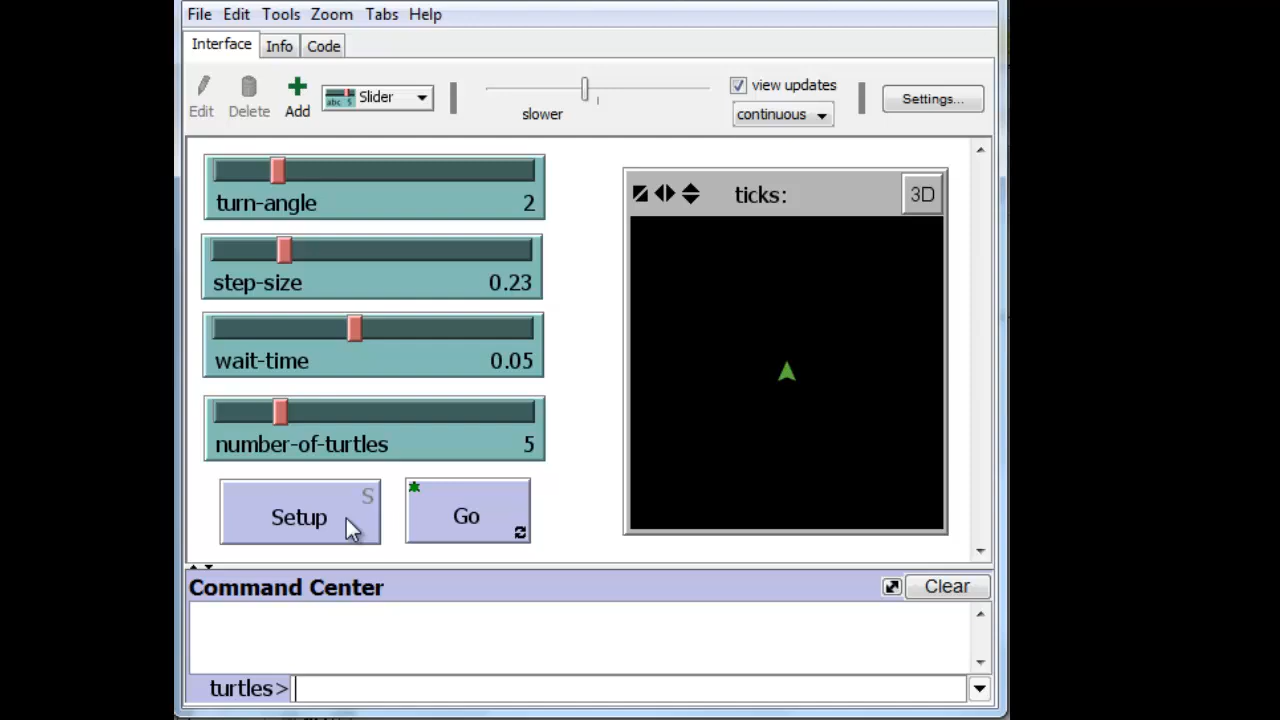 File Edit Tools Zoom Tabs Help
Interface Info Code
Edit Delete Add abc 5 Slider slower view updates continuous Settings...
turn-angle 2
step-size 0.23
wait-time 0.05
number-of-turtles 5
Setup S Go
ticks: 3D
Command Center Clear
turtles>